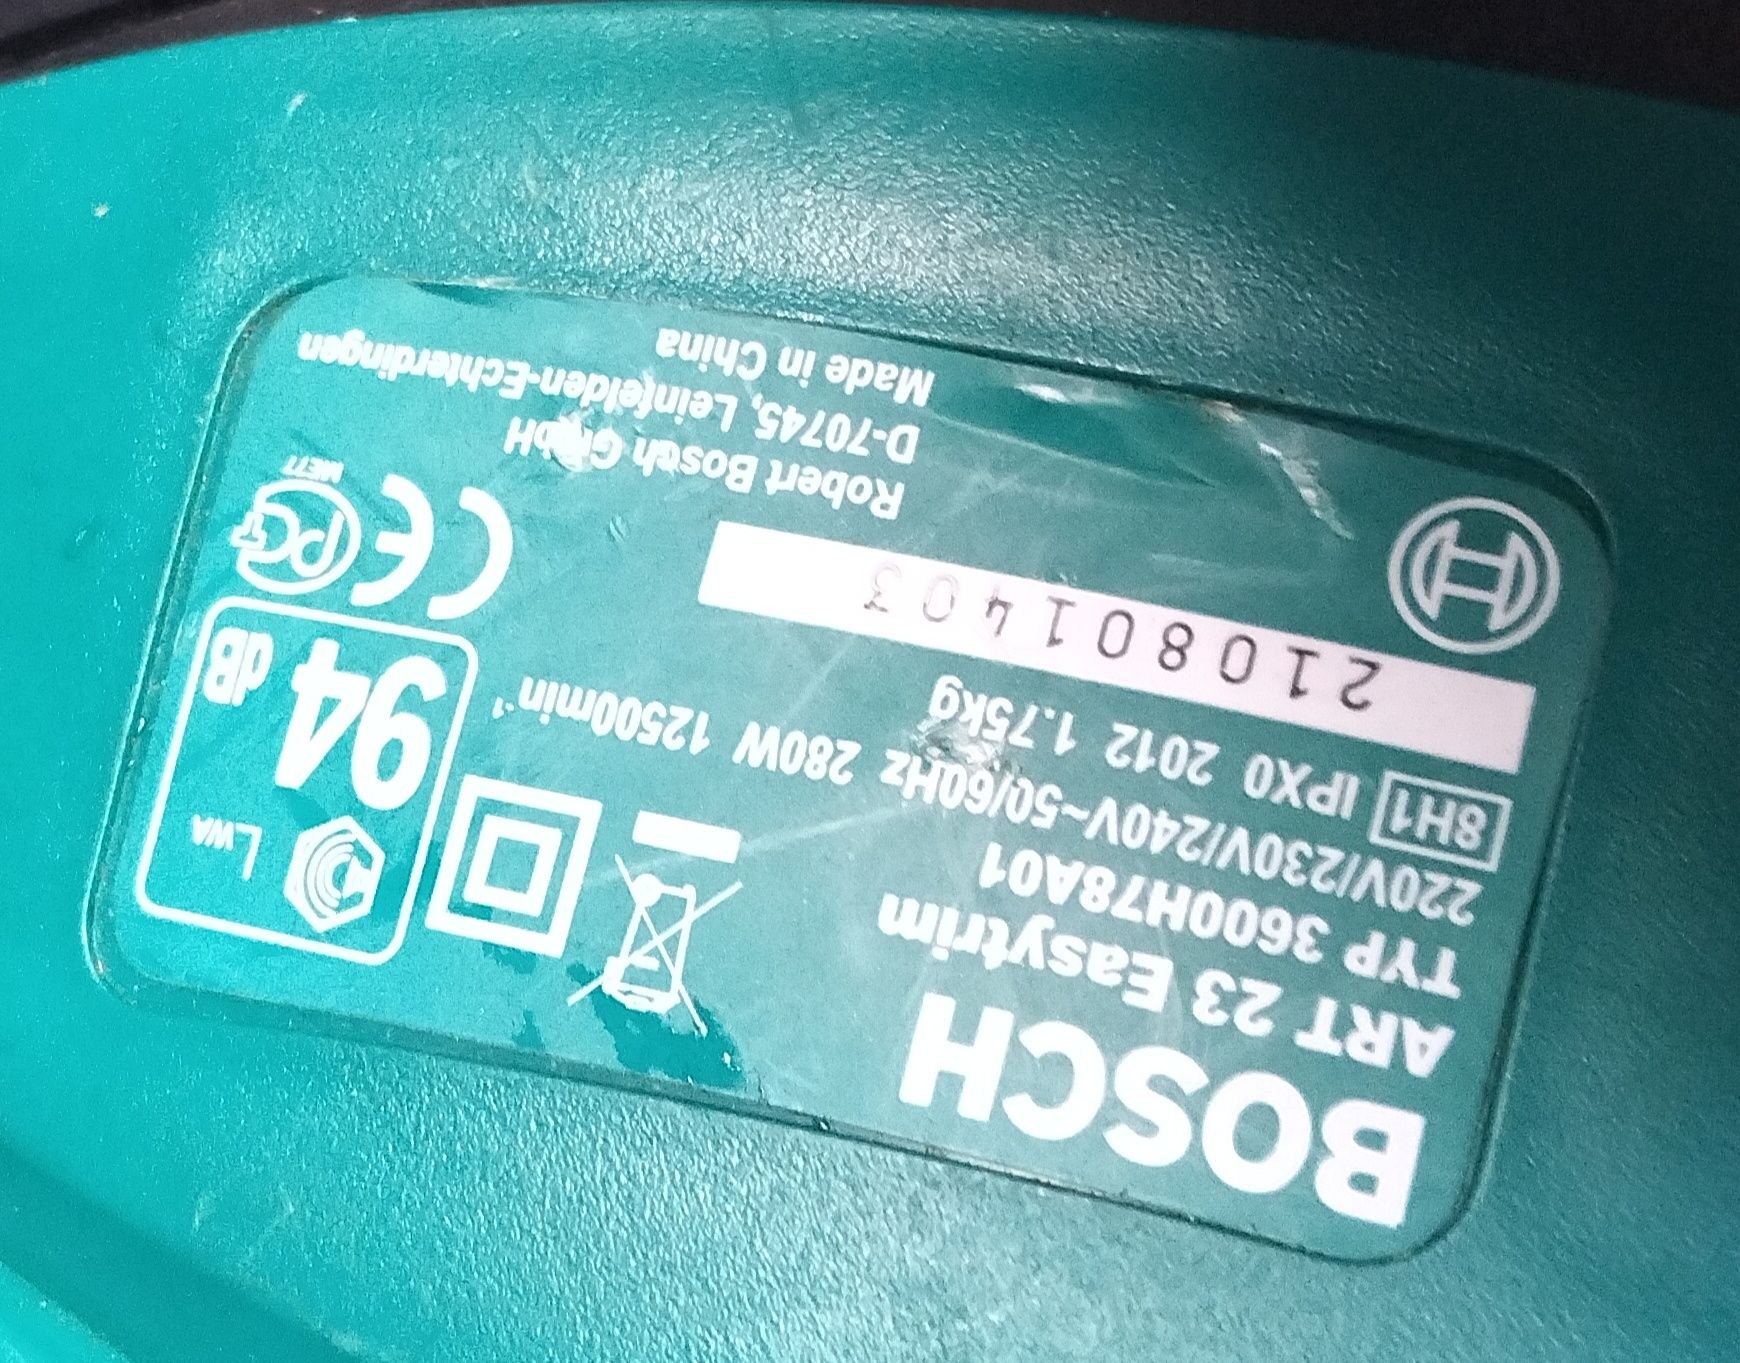 BOSCH
ART 23 Easytrim
TYP 3600H78A01
220V/230V/240V~50/60Hz 280W 12500min⁻¹
8H1 IPX0 2012 1.75kg
210801403
Robert Bosch GmbH
D-70745, Leinfelden-Echterdingen
Made in China
LWA
94 dB
CE
PCT
ME77